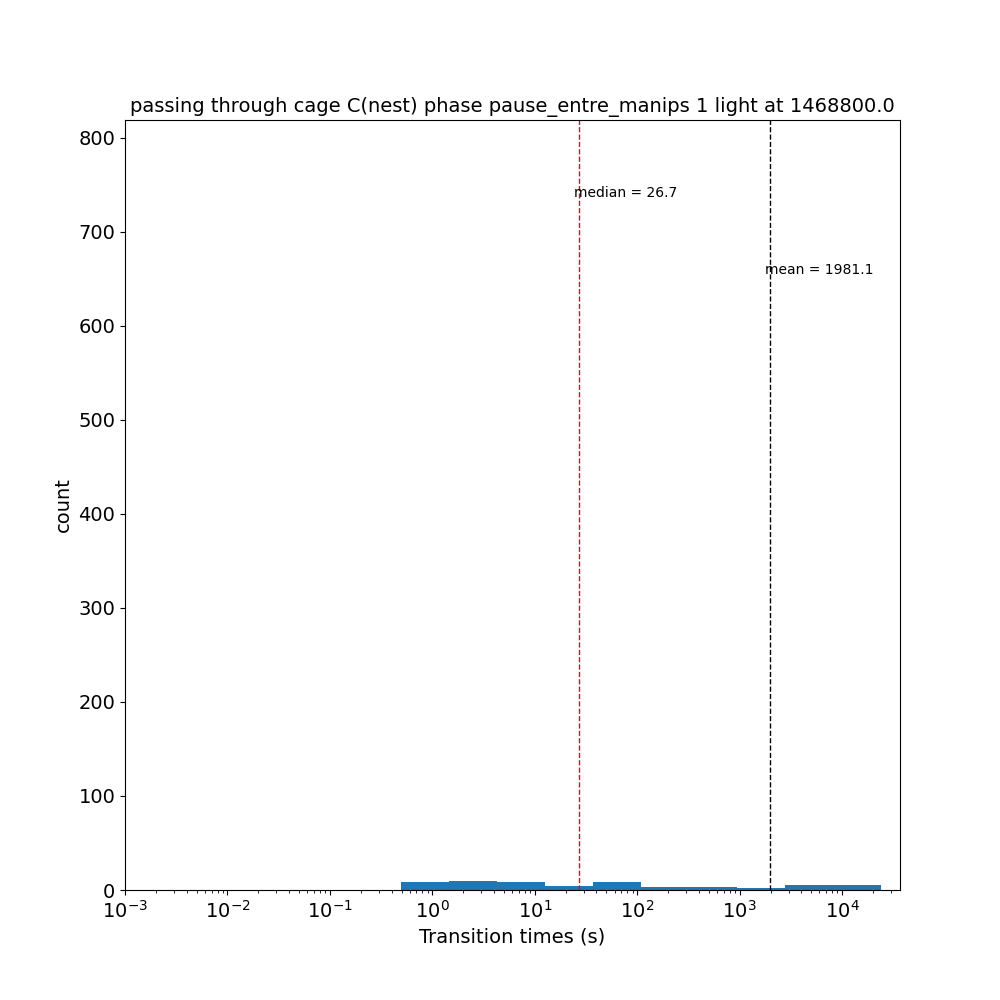 passing through cage C(nest) phase pause_entre_manips 1 light at 1468800.0
800
median = 26.7
700
mean = 1981.1
600
500
count
400
300
200
100
0
10⁻³ 10⁻² 10⁻¹ 10⁰ 10¹ 10² 10³ 10⁴
Transition times (s)